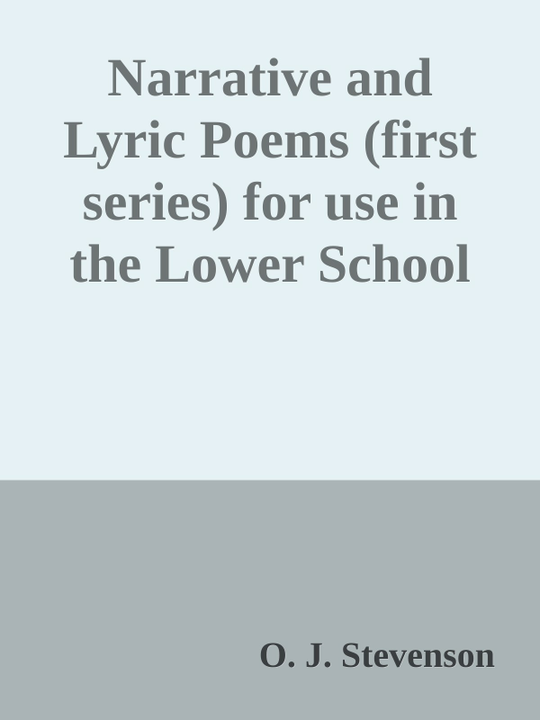 Narrative and
Lyric Poems (first
series) for use in
the Lower School
O. J. Stevenson